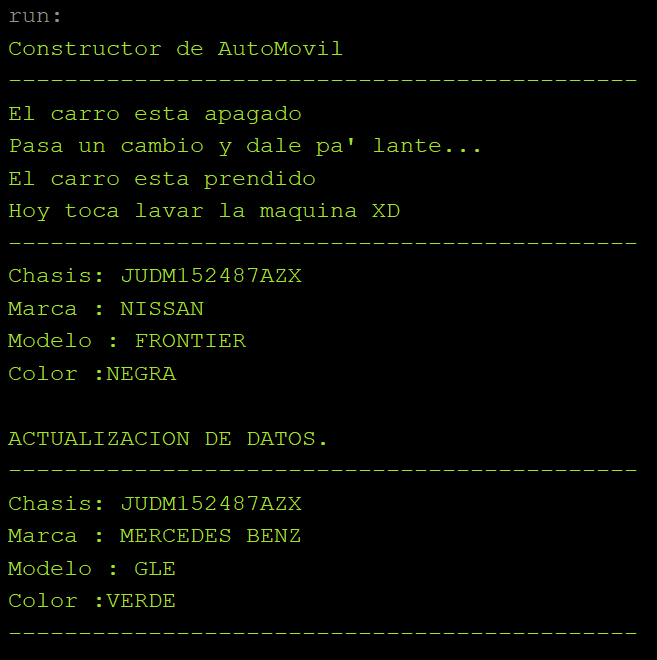 run:
Constructor de AutoMovil
---------------------------------------------
El carro esta apagado
Pasa un cambio y dale pa' lante...
El carro esta prendido
Hoy toca lavar la maquina XD
---------------------------------------------
Chasis: JUDM152487AZX
Marca : NISSAN
Modelo : FRONTIER
Color :NEGRA

ACTUALIZACION DE DATOS.
---------------------------------------------
Chasis: JUDM152487AZX
Marca : MERCEDES BENZ
Modelo : GLE
Color :VERDE
---------------------------------------------